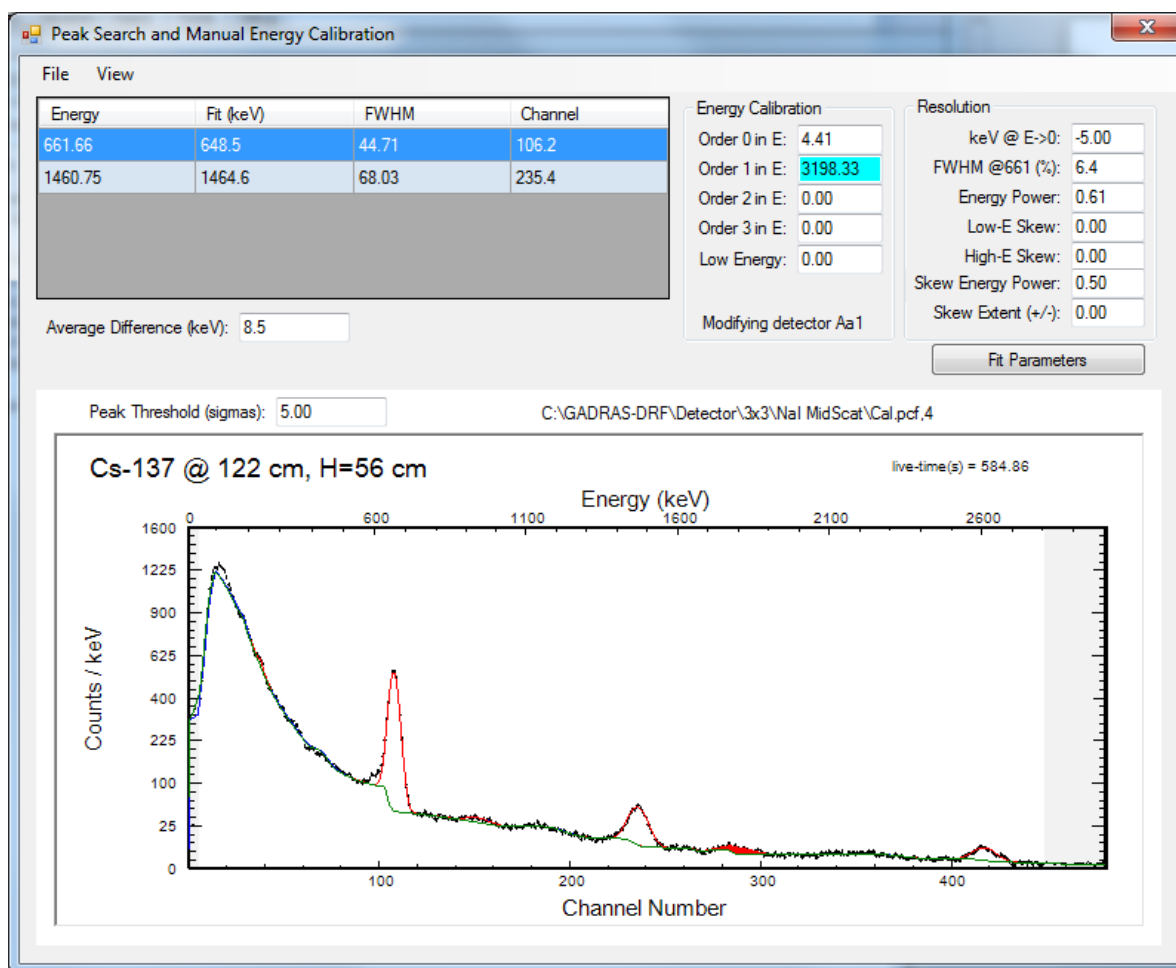 Peak Search and Manual Energy Calibration
File View
Energy Fit (keV) FWHM Channel
661.66 648.5 44.71 106.2
1460.75 1464.6 68.03 235.4
Average Difference (keV): 8.5
Energy Calibration
Order 0 in E: 4.41
Order 1 in E: 3198.33
Order 2 in E: 0.00
Order 3 in E: 0.00
Low Energy: 0.00
Modifying detector Aa1
Resolution
keV @ E->0: -5.00
FWHM @661 (%): 6.4
Energy Power: 0.61
Low-E Skew: 0.00
High-E Skew: 0.00
Skew Energy Power: 0.50
Skew Extent (+/-): 0.00
Fit Parameters
Peak Threshold (sigmas): 5.00 C:\GADRAS-DRF\Detector\3x3\NaI MidScat\Cal.pcf,4
Cs-137 @ 122 cm, H=56 cm live-time(s) = 584.86
Energy (keV)
0 600 1100 1600 2100 2600
1600
1225
900
625
400
225
100
25
0
Counts / keV
100 200 300 400
Channel Number